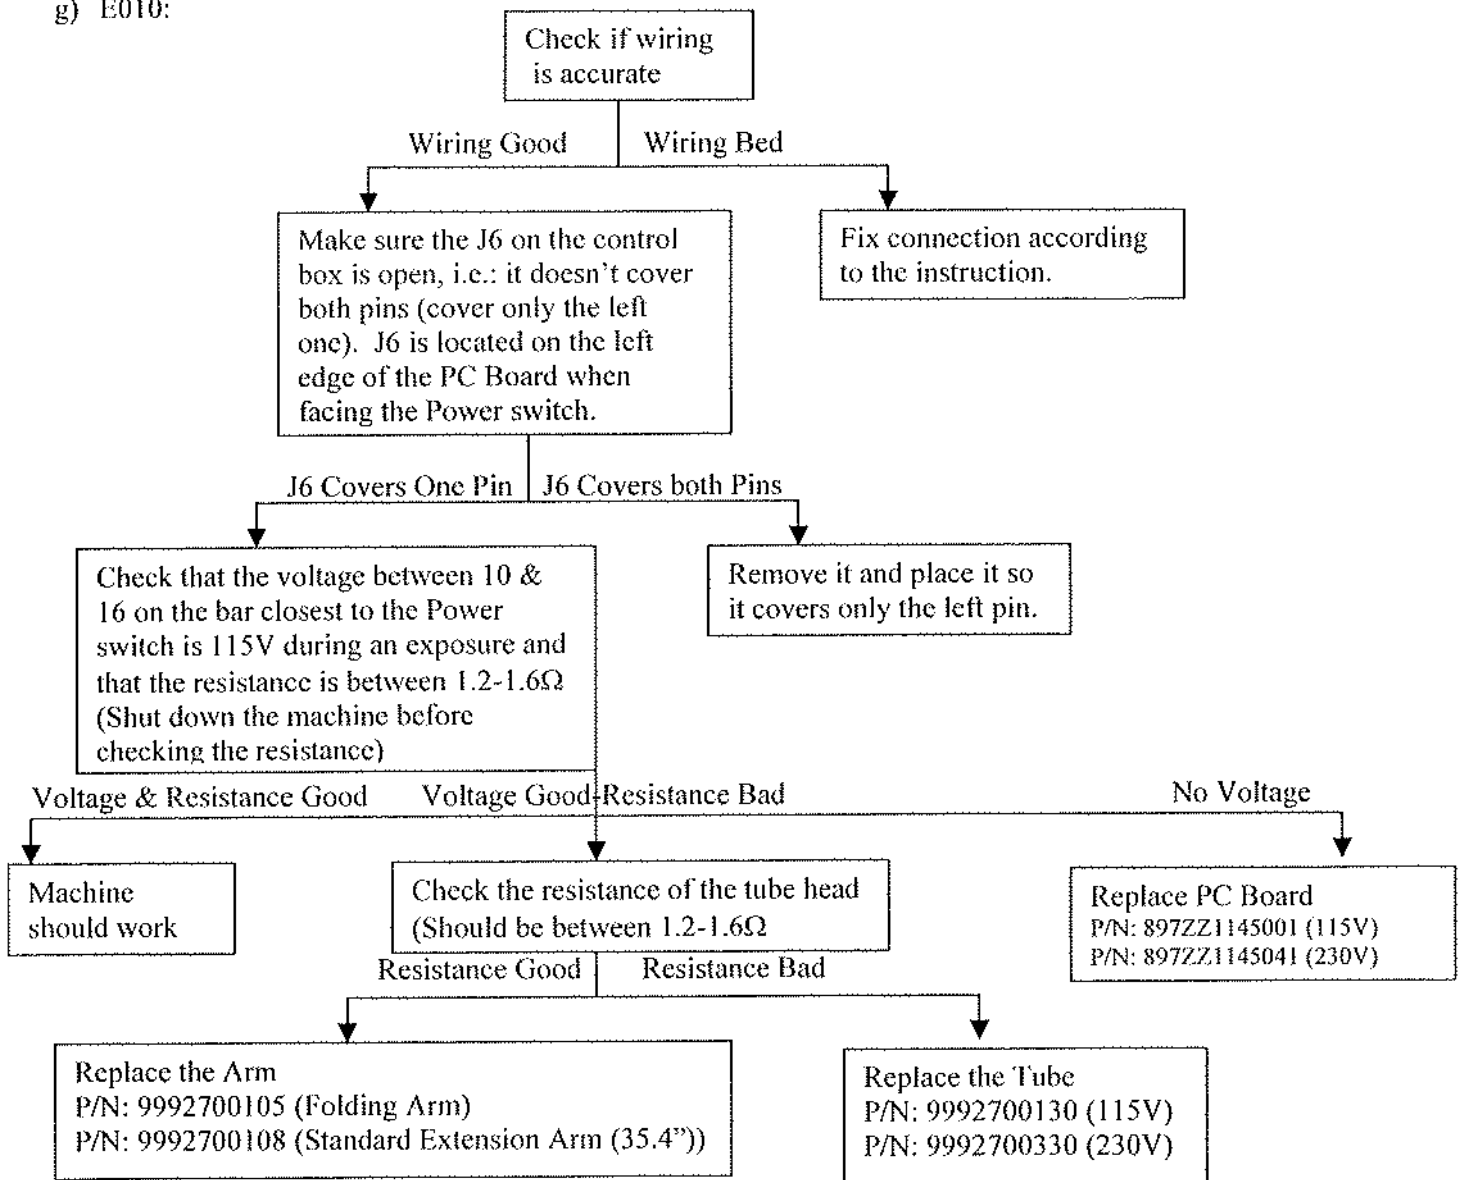 g) E010:
Check if wiring
is accurate
Wiring Good
Wiring Bed
Make sure the J6 on the control
box is open, i.e.: it doesn't cover
both pins (cover only the left
one). J6 is located on the left
edge of the PC Board when
facing the Power switch.
Fix connection according
to the instruction.
J6 Covers One Pin
J6 Covers both Pins
Check that the voltage between 10 &
16 on the bar closest to the Power
switch is 115V during an exposure and
that the resistance is between 1.2-1.6Ω
(Shut down the machine before
checking the resistance)
Remove it and place it so
it covers only the left pin.
Voltage & Resistance Good
Voltage Good-Resistance Bad
No Voltage
Machine
should work
Check the resistance of the tube head
(Should be between 1.2-1.6Ω
Replace PC Board
P/N: 897ZZ1145001 (115V)
P/N: 897ZZ1145041 (230V)
Resistance Good
Resistance Bad
Replace the Arm
P/N: 9992700105 (Folding Arm)
P/N: 9992700108 (Standard Extension Arm (35.4"))
Replace the Tube
P/N: 9992700130 (115V)
P/N: 9992700330 (230V)